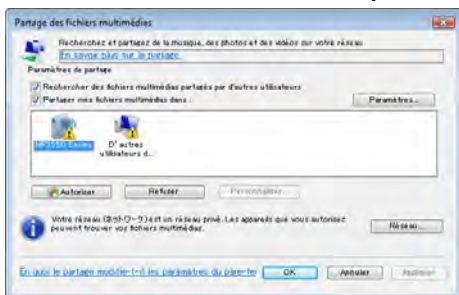 Partage des fichiers multimédias
Recherchez et partagez de la musique, des photos et des vidéos sur votre réseau
En savoir plus sur le partage
Paramètres de partage
Rechercher des fichiers multimédias partagés par d'autres utilisateurs
Partager mes fichiers multimédias dans :
Paramètres...
Series
D'autres
utilisateurs d...
Autoriser
Refuser
Personnaliser...
Votre réseau (ネットワーク) est un réseau privé. Les appareils que vous autorisez
peuvent trouver vos fichiers multimédias.
Réseau...
En quoi le partage modifie-t-il les paramètres du pare-fe
OK
Annuler
Appliquer